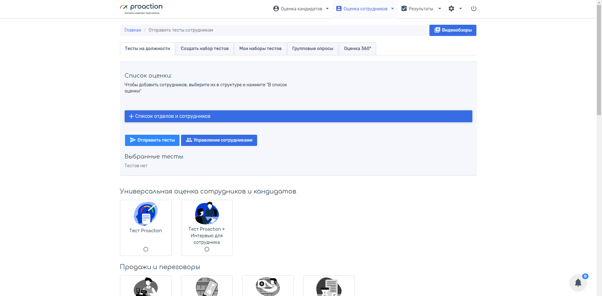 proaction
Оценка кандидатов
Оценка сотрудников
Результаты
Главная / Отправить тесты сотрудникам
Видеообзоры
Тесты на должности
Создать набор тестов
Мои наборы тестов
Групповые опросы
Оценка 360°
Список оценки:
Чтобы добавить сотрудников, выберите их в структуре и нажмите "В список
оценки"
+ Список отделов и сотрудников
Отправить тесты
Управление сотрудниками
Выбранные тесты
Тестов нет
Универсальная оценка сотрудников и кандидатов
Тест Proaction
Тест Proaction +
Интервью для
сотрудника
Продажи и переговоры
0